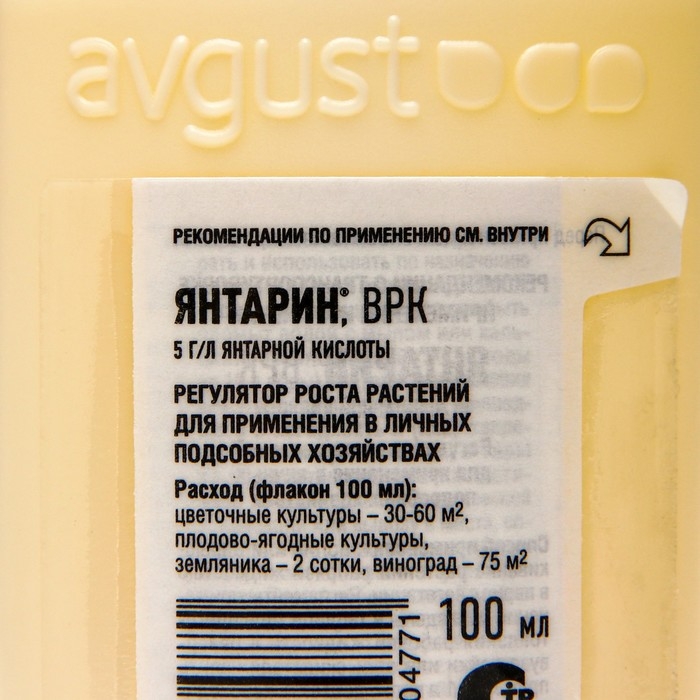 avgust
РЕКОМЕНДАЦИИ ПО ПРИМЕНЕНИЮ СМ. ВНУТРИ
ЯНТАРИН®, ВРК
5 Г/Л ЯНТАРНОЙ КИСЛОТЫ
РЕГУЛЯТОР РОСТА РАСТЕНИЙ
ДЛЯ ПРИМЕНЕНИЯ В ЛИЧНЫХ
ПОДСОБНЫХ ХОЗЯЙСТВАХ
Расход (флакон 100 мл):
цветочные культуры – 30-60 м²,
плодово-ягодные культуры,
земляника – 2 сотки, виноград – 75 м²
100 мл
04771